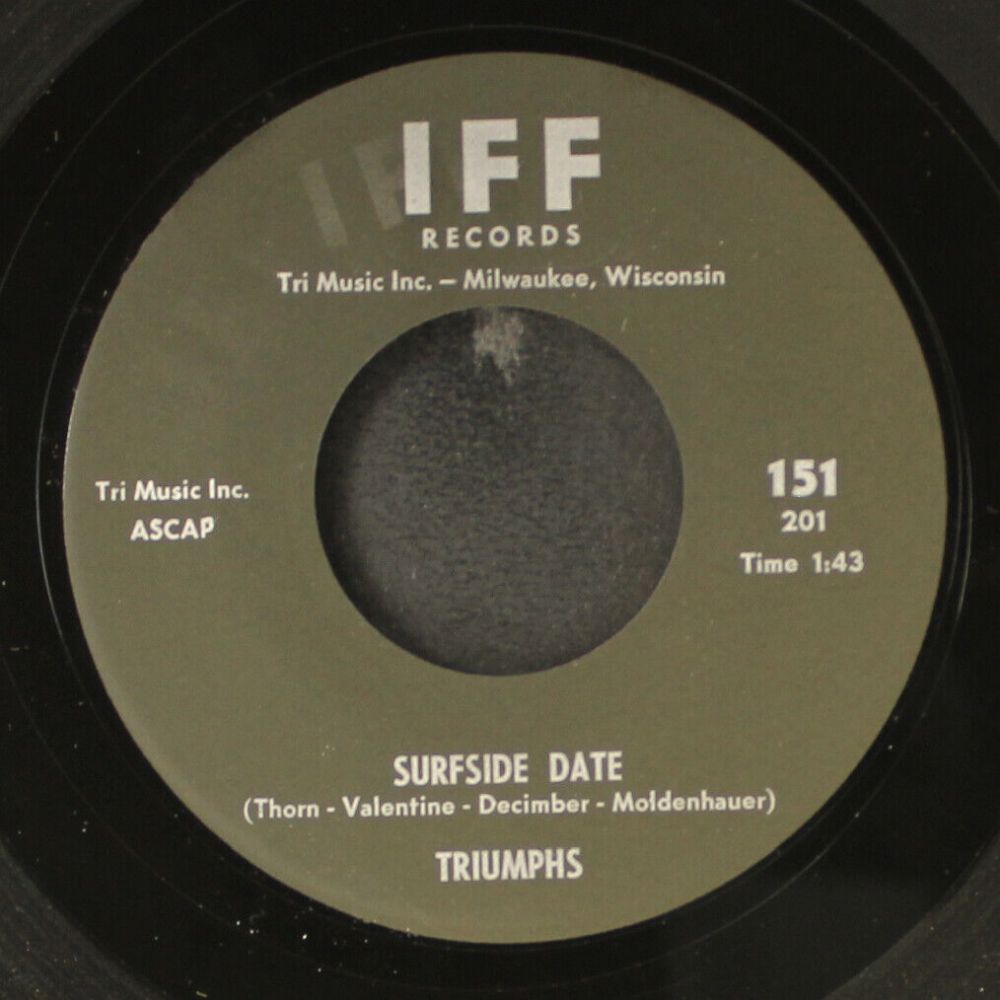 IFF
RECORDS
Tri Music Inc. – Milwaukee, Wisconsin
Tri Music Inc.
ASCAP
151
201
Time 1:43
SURFSIDE DATE
(Thorn - Valentine - Decimber - Moldenhauer)
TRIUMPHS